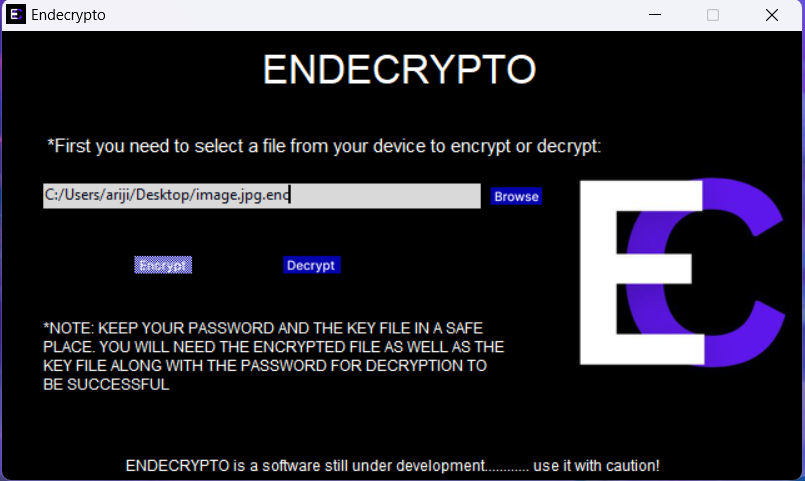 Endecrypto
ENDECRYPTO
*First you need to select a file from your device to encrypt or decrypt:
C:/Users/ariji/Desktop/image.jpg.enc
Browse
Encrypt
Decrypt
*NOTE: KEEP YOUR PASSWORD AND THE KEY FILE IN A SAFE
PLACE. YOU WILL NEED THE ENCRYPTED FILE AS WELL AS THE
KEY FILE ALONG WITH THE PASSWORD FOR DECRYPTION TO
BE SUCCESSFUL
EC
ENDECRYPTO is a software still under development............ use it with caution!